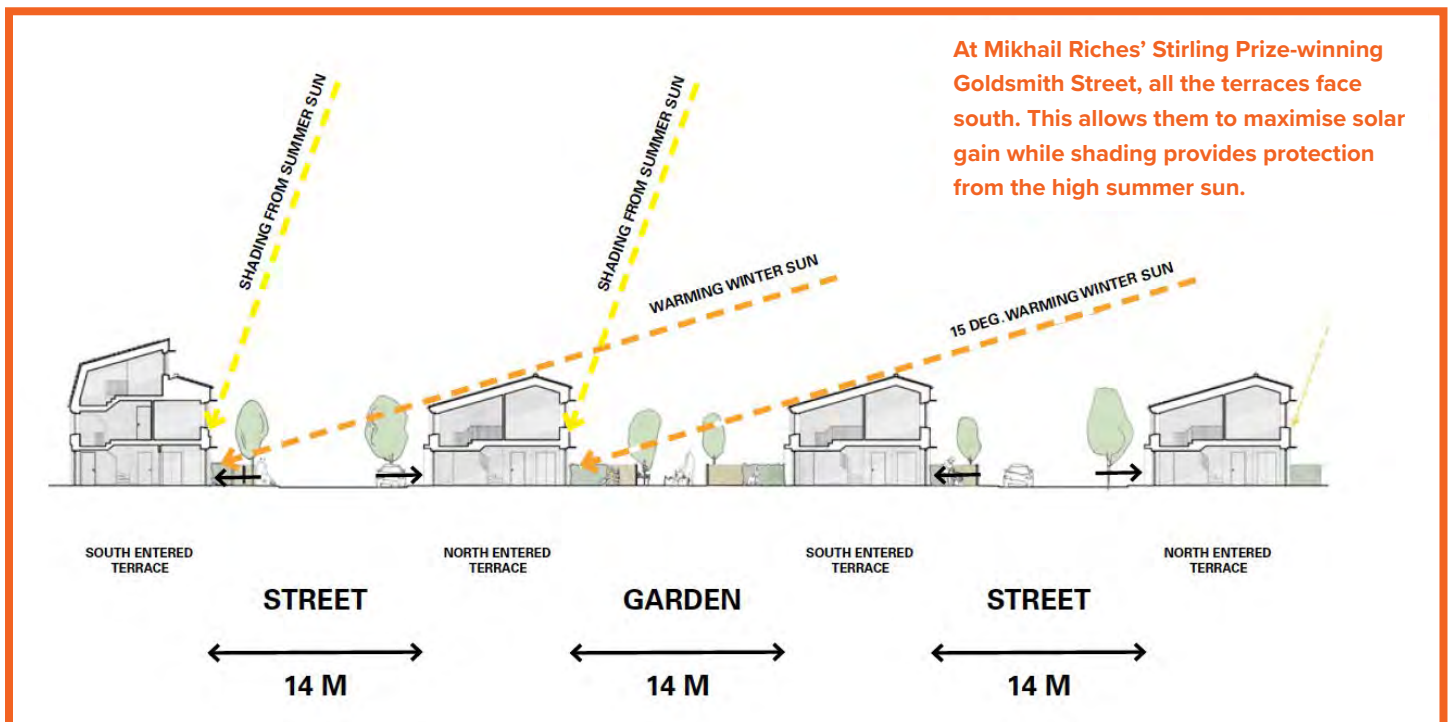 At Mikhail Riches’ Stirling Prize-winning
Goldsmith Street, all the terraces face
south. This allows them to maximise solar
gain while shading provides protection
from the high summer sun.
SHADING FROM SUMMER SUN
SHADING FROM SUMMER SUN
WARMING WINTER SUN
15 DEG. WARMING WINTER SUN
SOUTH ENTERED
TERRACE
NORTH ENTERED
TERRACE
SOUTH ENTERED
TERRACE
NORTH ENTERED
TERRACE
STREET
GARDEN
STREET
14 M
14 M
14 M